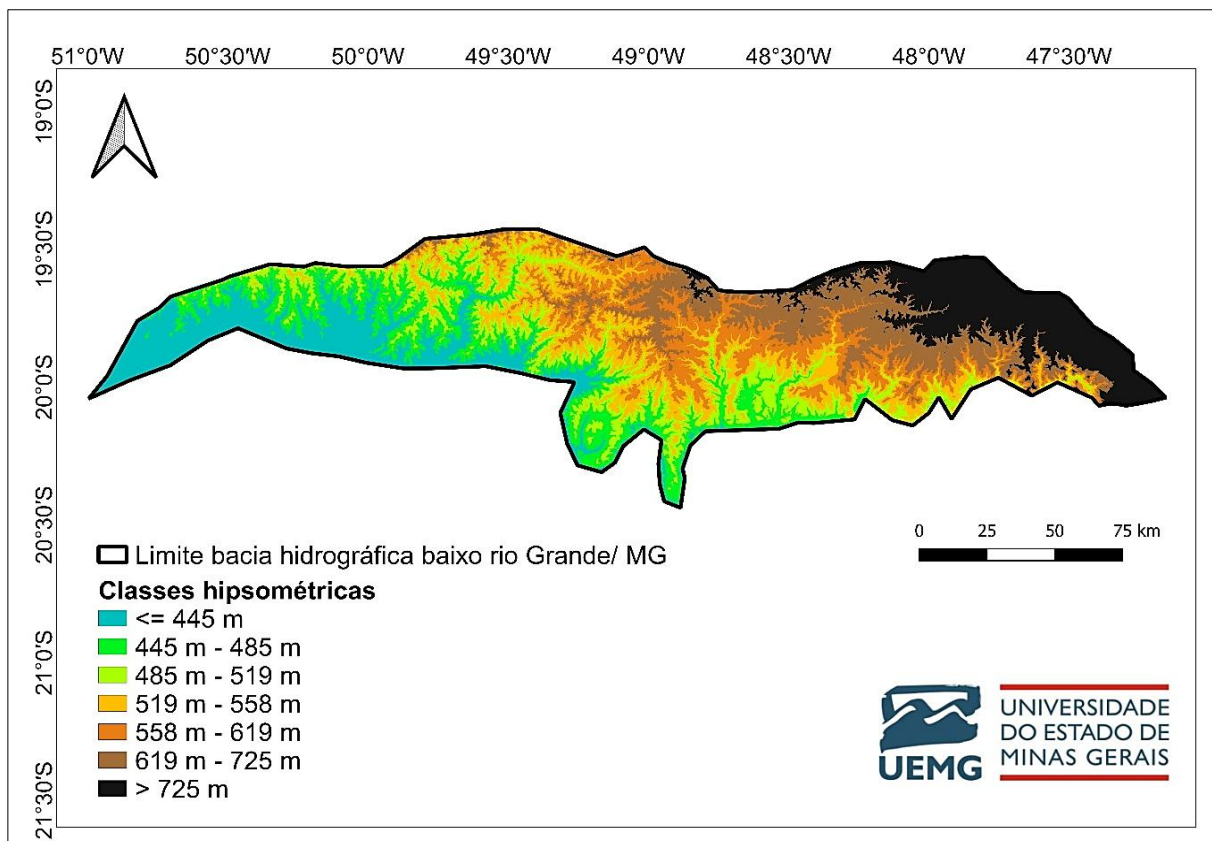 51°0'W 50°30'W 50°0'W 49°30'W 49°0'W 48°30'W 48°0'W 47°30'W
19°0'S
19°30'S
20°0'S
20°30'S
21°0'S
21°30'S
0 25 50 75 km
Limite bacia hidrográfica baixo rio Grande/ MG
Classes hipsométricas
<= 445 m
445 m - 485 m
485 m - 519 m
519 m - 558 m
558 m - 619 m
619 m - 725 m
> 725 m
UEMG
UNIVERSIDADE
DO ESTADO DE
MINAS GERAIS